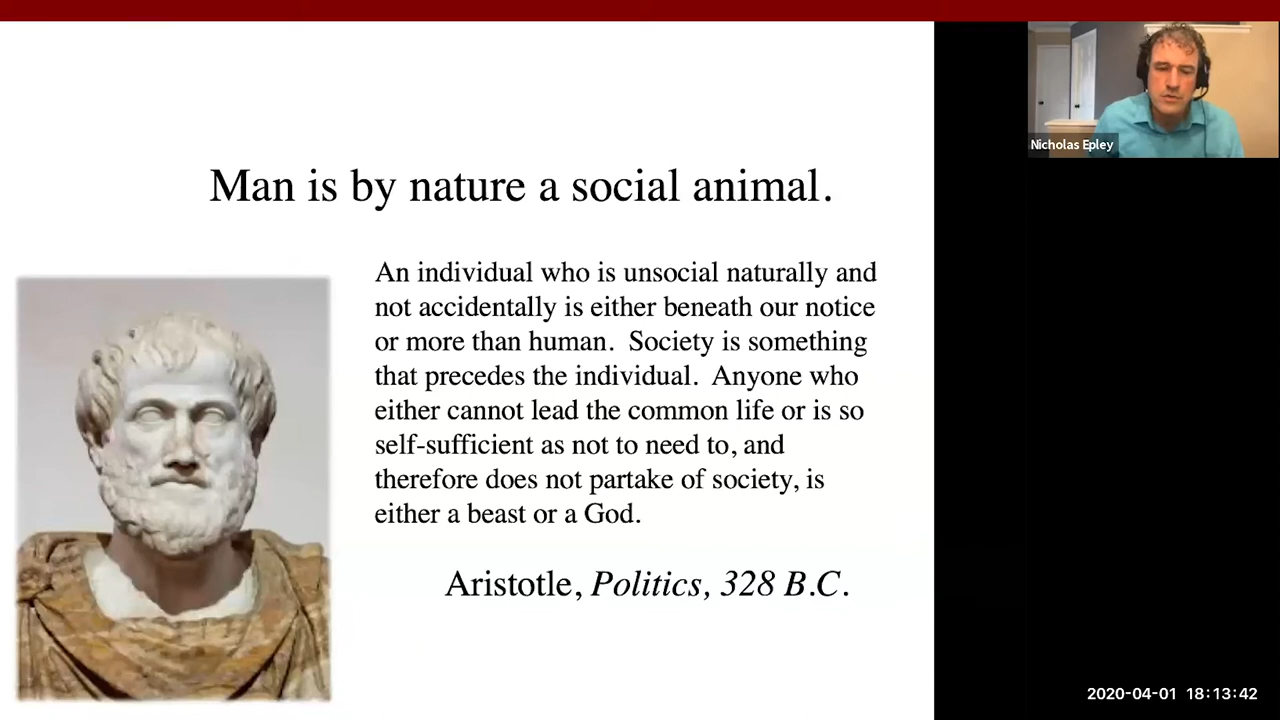 Man is by nature a social animal.
An individual who is unsocial naturally and
not accidentally is either beneath our notice
or more than human.  Society is something
that precedes the individual.  Anyone who
either cannot lead the common life or is so
self-sufficient as not to need to, and
therefore does not partake of society, is
either a beast or a God.
Aristotle, Politics, 328 B.C.
Nicholas Epley
2020-04-01 18:13:42